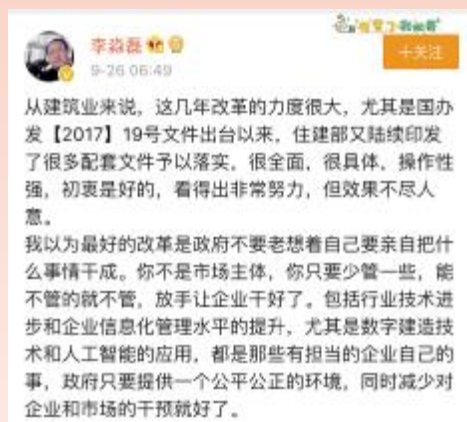 李淼磊
9-26 06:49
+关注
从建筑业来说，这几年改革的力度很大，尤其是国办
发【2017】19号文件出台以来，住建部又陆续印发
了很多配套文件予以落实，很全面，很具体，操作性
强，初衷是好的，看得出非常努力，但效果不尽人
意。
我以为最好的改革是政府不要老想着自己要亲自把什
么事情干成。你不是市场主体，你只要少管一些，能
不管的就不管，放手让企业干好了。包括行业技术进
步和企业信息化管理水平的提升，尤其是数字建造技
术和人工智能的应用，都是那些有担当的企业自己的
事，政府只要提供一个公平公正的环境，同时减少对
企业和市场的干预就好了。